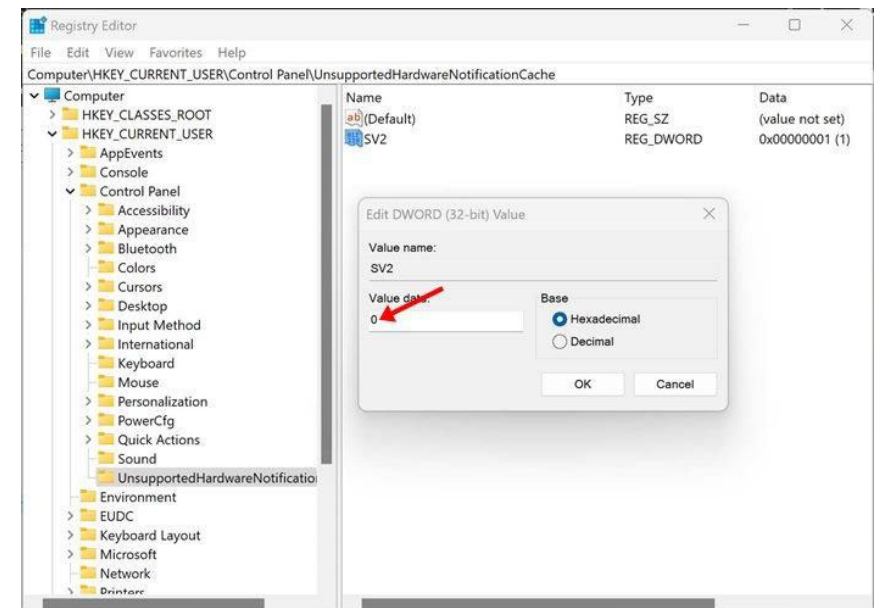 Registry Editor
File Edit View Favorites Help
Computer\HKEY_CURRENT_USER\Control Panel\UnsupportedHardwareNotificationCache
Computer
HKEY_CLASSES_ROOT
HKEY_CURRENT_USER
AppEvents
Console
Control Panel
Accessibility
Appearance
Bluetooth
Colors
Cursors
Desktop
Input Method
International
Keyboard
Mouse
Personalization
PowerCfg
Quick Actions
Sound
UnsupportedHardwareNotificatio
Environment
EUDC
Keyboard Layout
Microsoft
Network
Printers
Name Type Data
ab (Default) REG_SZ (value not set)
SV2 REG_DWORD 0x00000001 (1)
Edit DWORD (32-bit) Value
Value name:
SV2
Value data:
0
Base
Hexadecimal
Decimal
OK Cancel